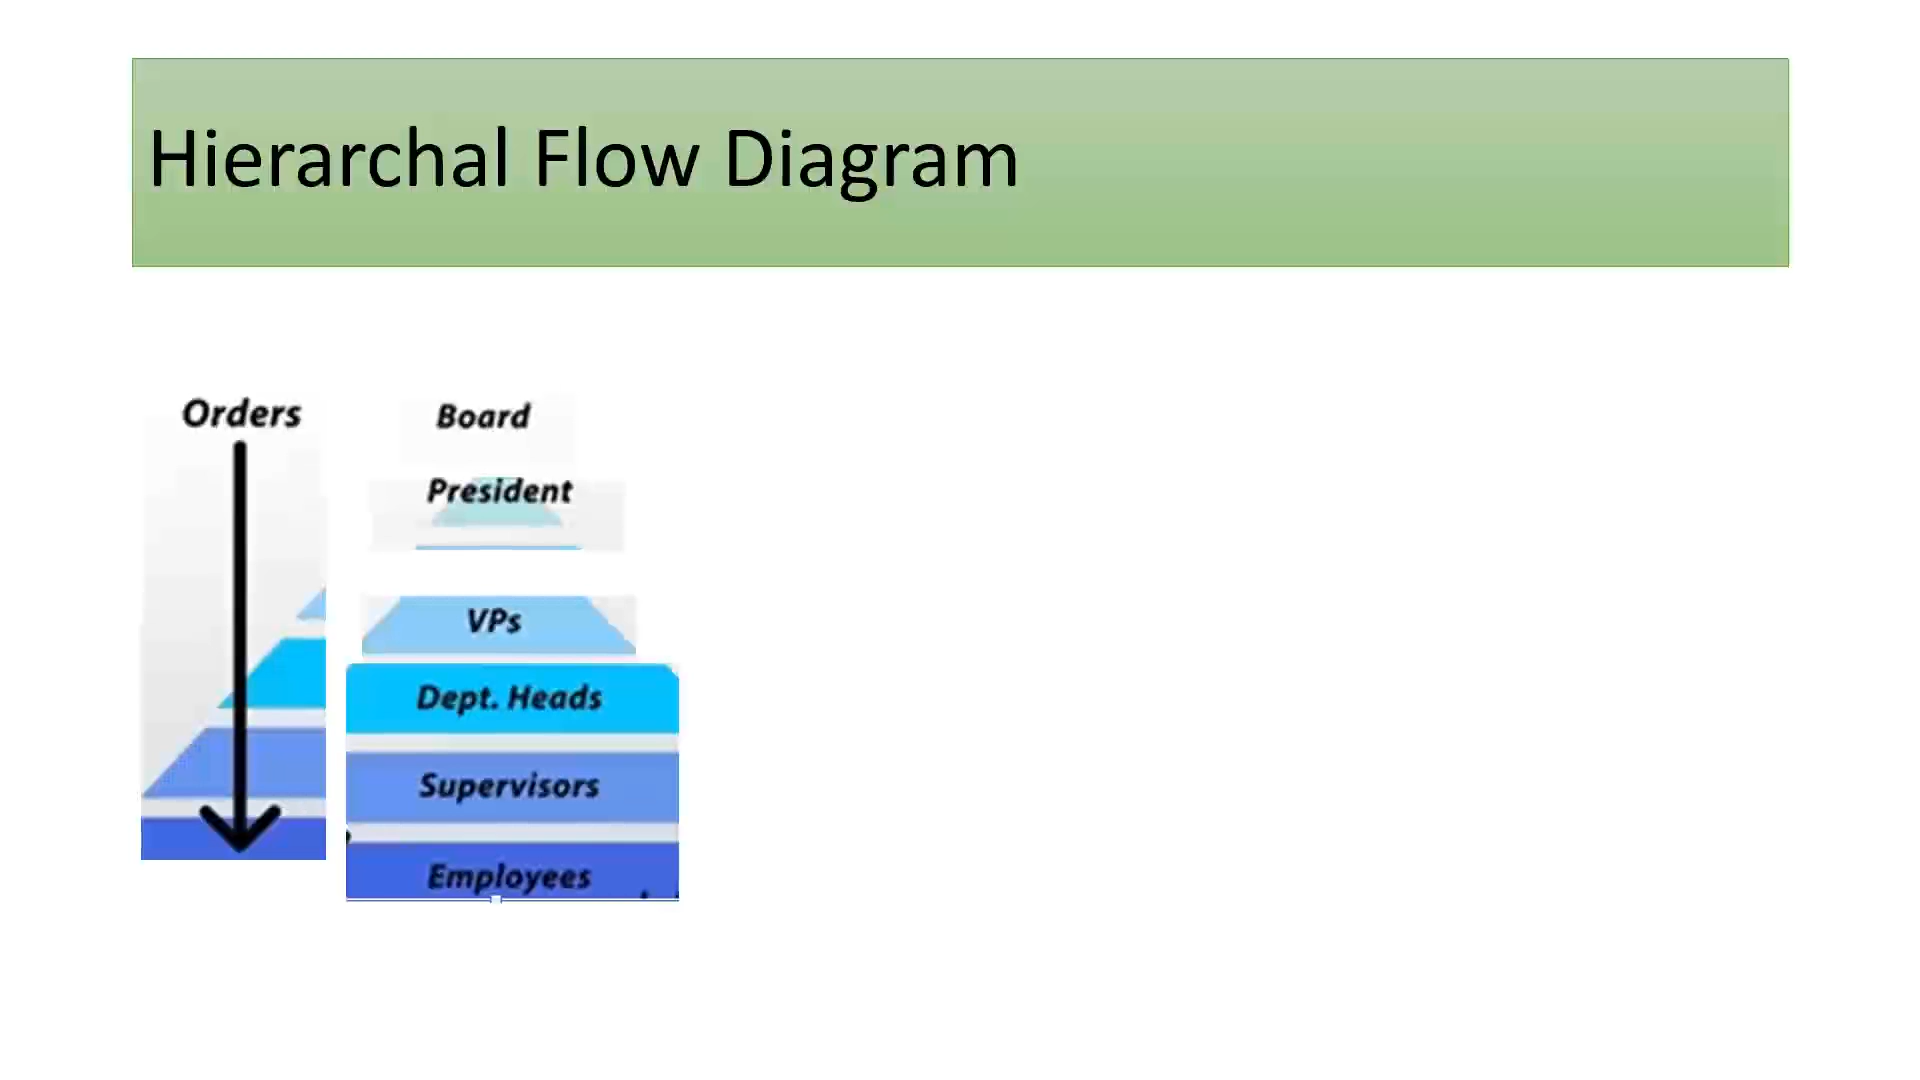 Hierarchal Flow Diagram
Orders
Board
President
VPs
Dept. Heads
Supervisors
Employees